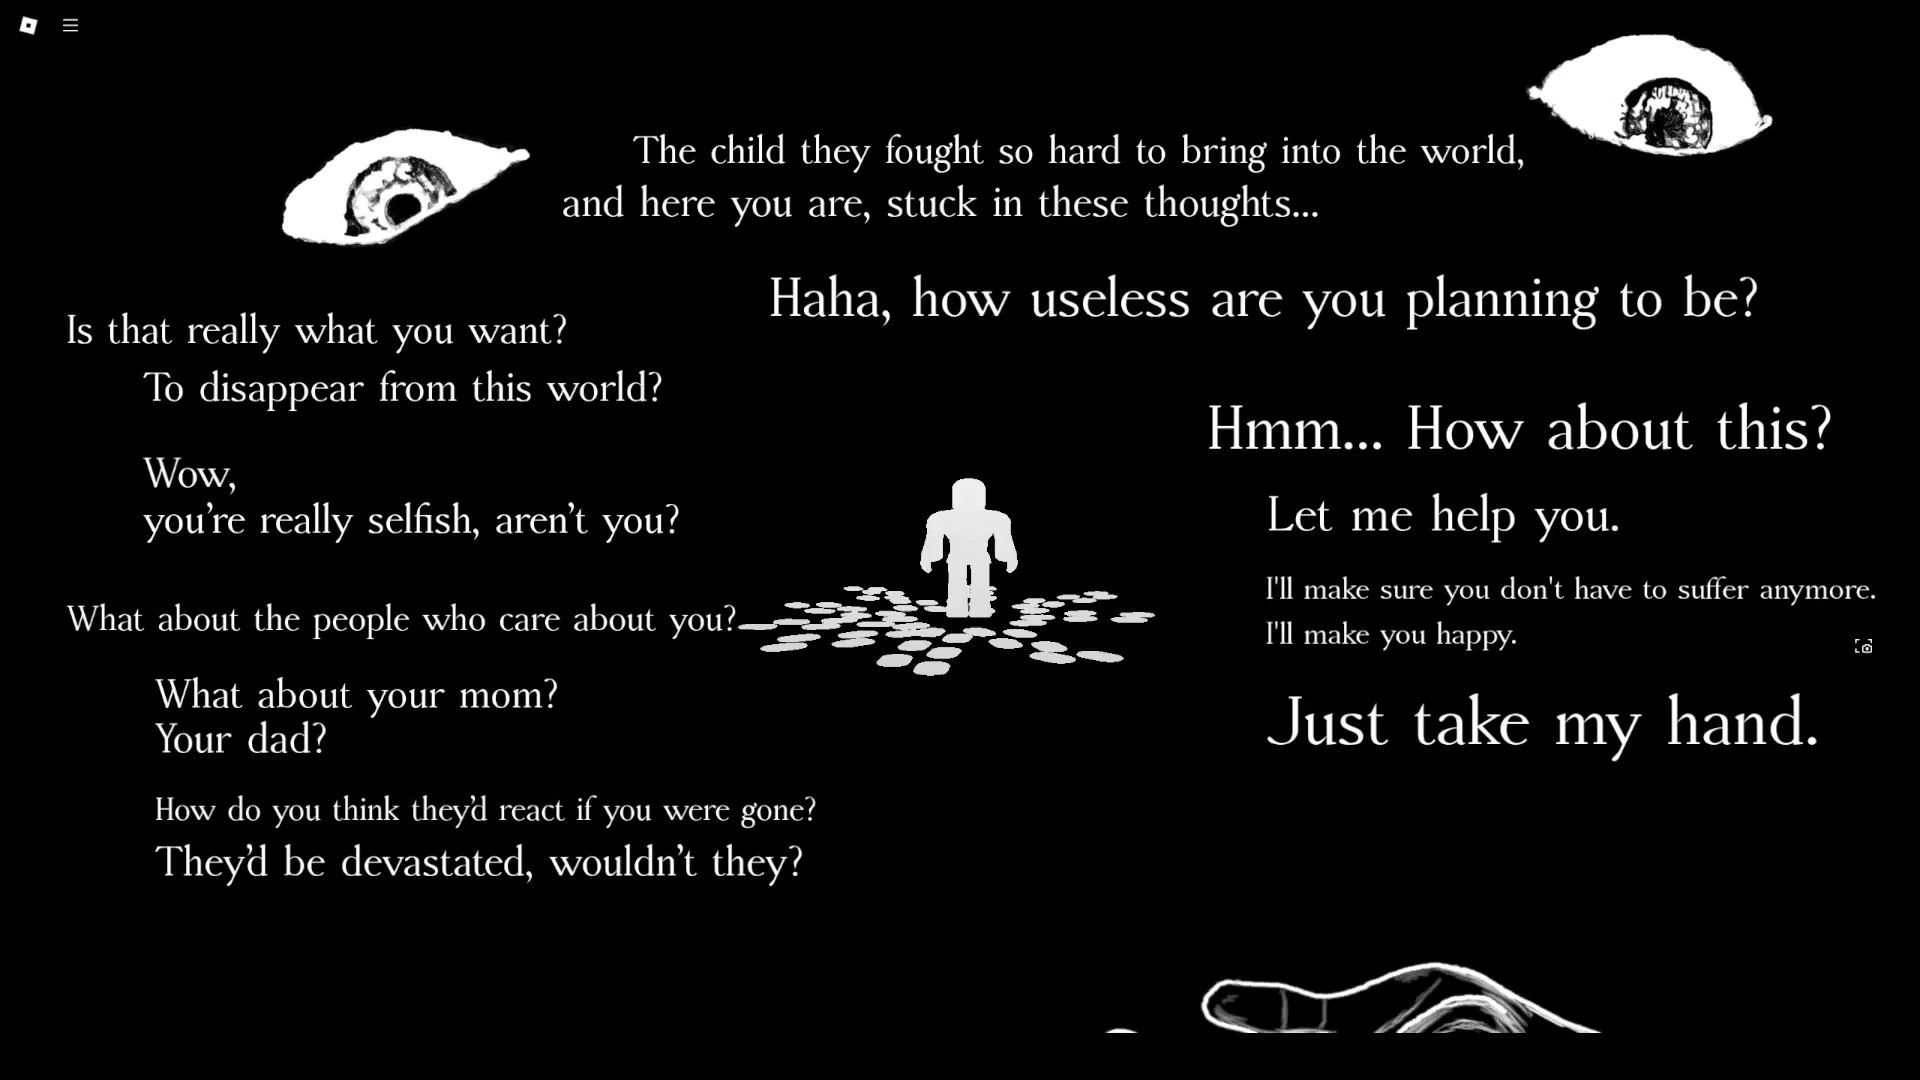 The child they fought so hard to bring into the world,
and here you are, stuck in these thoughts...
Haha, how useless are you planning to be?
Is that really what you want?
To disappear from this world?
Wow,
you're really selfish, aren't you?
What about the people who care about you?
What about your mom?
Your dad?
How do you think they'd react if you were gone?
They'd be devastated, wouldn't they?
Hmm... How about this?
Let me help you.
I'll make sure you don't have to suffer anymore.
I'll make you happy.
Just take my hand.